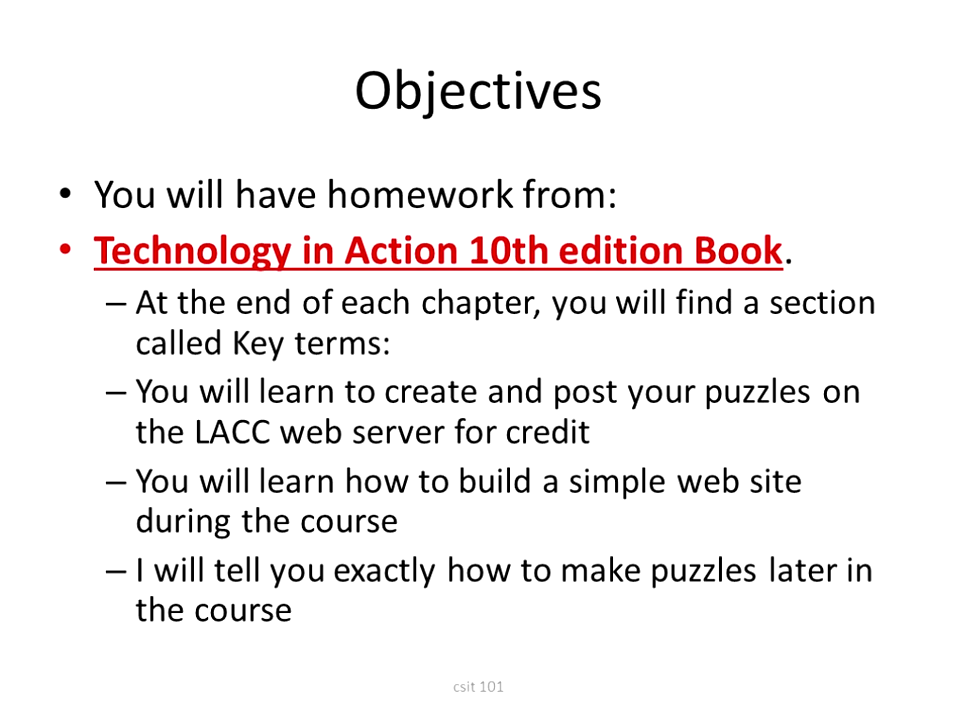 Objectives
• You will have homework from:
• Technology in Action 10th edition Book.
– At the end of each chapter, you will find a section
called Key terms:
– You will learn to create and post your puzzles on
the LACC web server for credit
– You will learn how to build a simple web site
during the course
– I will tell you exactly how to make puzzles later in
the course
csit 101